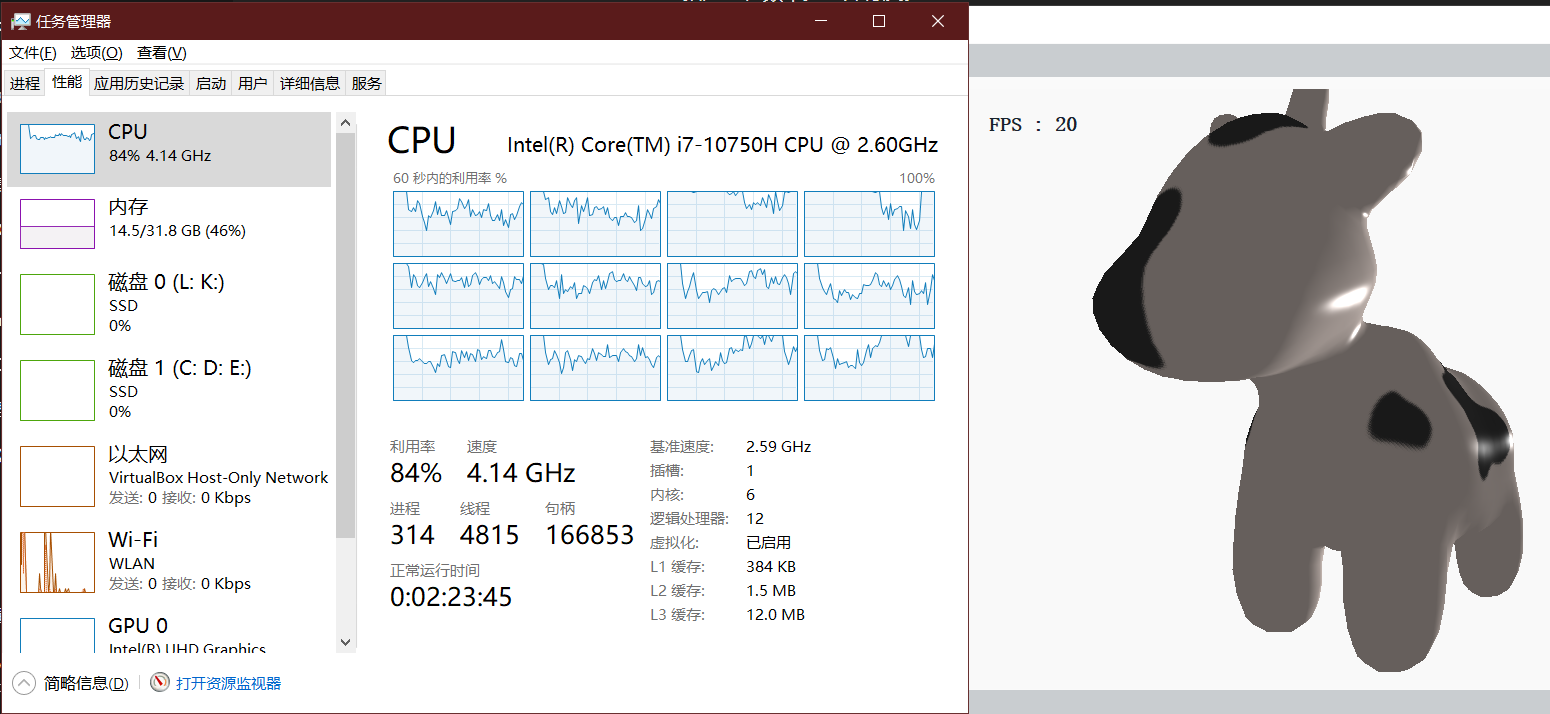 任务管理器
文件(F) 选项(O) 查看(V)
进程 性能 应用历史记录 启动 用户 详细信息 服务
CPU
84% 4.14 GHz
内存
14.5/31.8 GB (46%)
磁盘 0 (L: K:)
SSD
0%
磁盘 1 (C: D: E:)
SSD
0%
以太网
VirtualBox Host-Only Network
发送: 0 接收: 0 Kbps
Wi-Fi
WLAN
发送: 0 接收: 0 Kbps
GPU 0
Intel(R) UHD Graphics
CPU
Intel(R) Core(TM) i7-10750H CPU @ 2.60GHz
60 秒内的利用率 %
100%
利用率 速度
84% 4.14 GHz
进程 线程 句柄
314 4815 166853
正常运行时间
0:02:23:45
基准速度: 2.59 GHz
插槽: 1
内核: 6
逻辑处理器: 12
虚拟化: 已启用
L1 缓存: 384 KB
L2 缓存: 1.5 MB
L3 缓存: 12.0 MB
简略信息(D) 打开资源监视器
FPS : 20